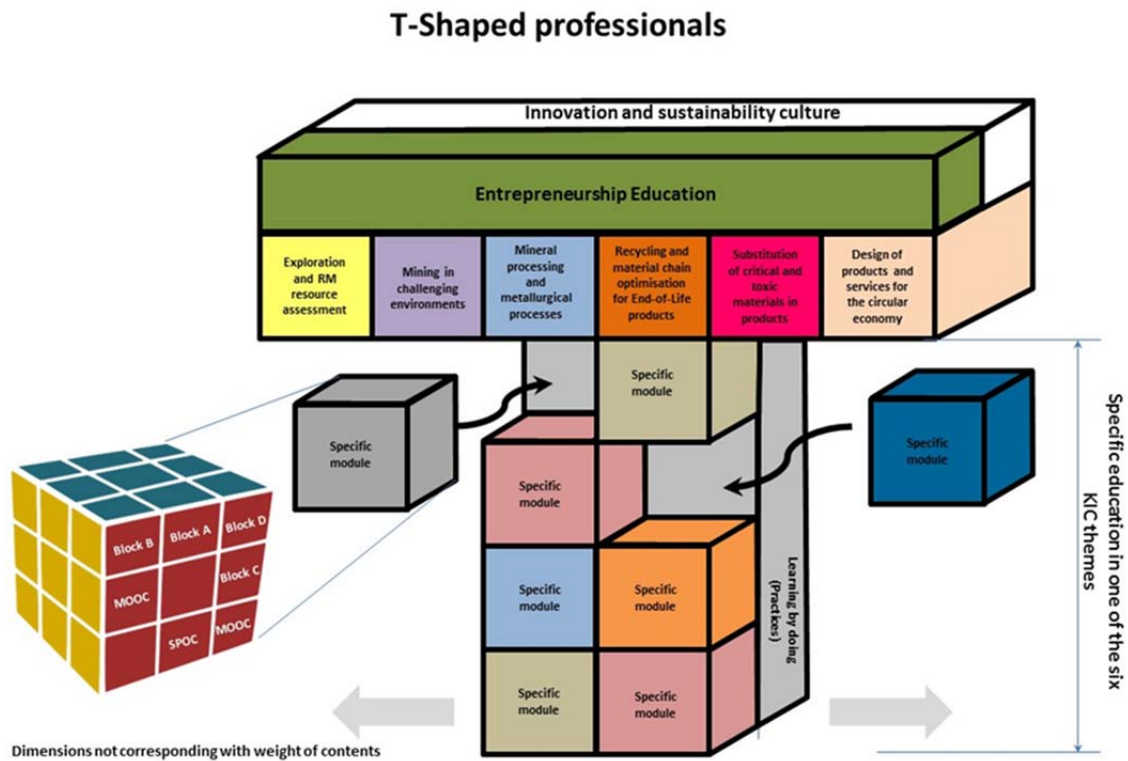 T-Shaped professionals
Innovation and sustainability culture
Entrepreneurship Education
Exploration
and RM
resource
assessment
Mining in
challenging
environments
Mineral
processing
and
metallurgical
processes
Recycling and
material chain
optimisation
for End-of-Life
products
Substitution
of critical and
toxic
materials in
products
Design of
products and
services for
the circular
economy
Specific
module
Specific
module
Specific
module
Specific
module
Specific
module
Specific
module
Specific
module
Specific
module
Learning by doing
(Practices)
Specific education in one of the six
KIC themes
Block B
Block A
Block D
MOOC
Block C
SPOC
MOOC
Dimensions not corresponding with weight of contents